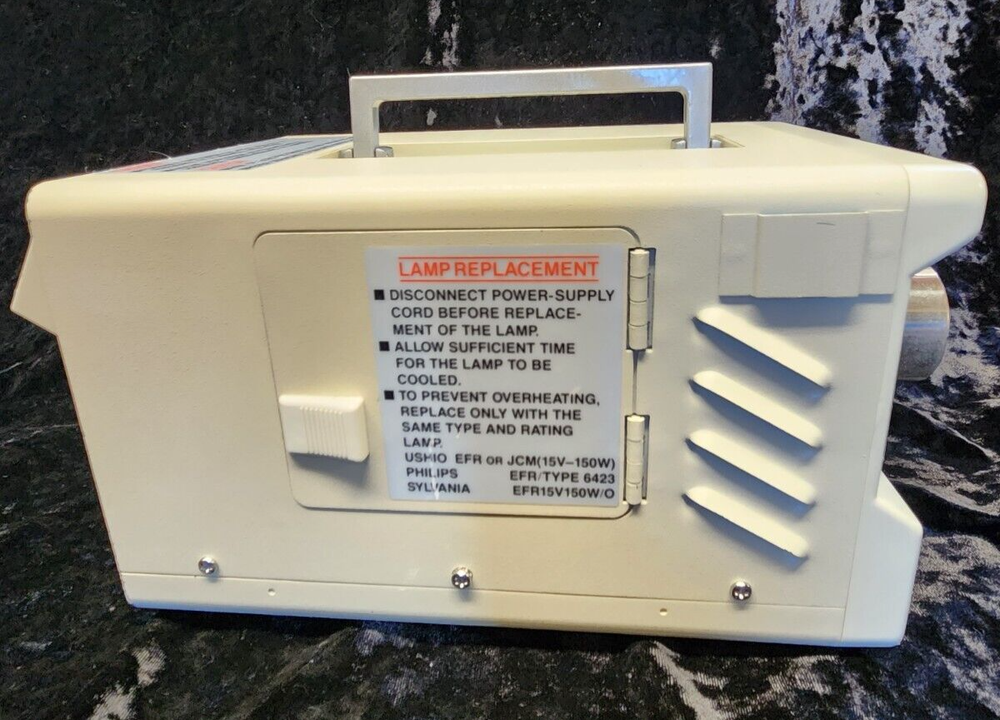 LAMP REPLACEMENT
■ DISCONNECT POWER-SUPPLY
CORD BEFORE REPLACE-
MENT OF THE LAMP.
■ ALLOW SUFFICIENT TIME
FOR THE LAMP TO BE
COOLED.
■ TO PREVENT OVERHEATING,
REPLACE ONLY WITH THE
SAME TYPE AND RATING
LAMP.
USHIO EFR OR JCM(15V-150W)
PHILIPS EFR/TYPE 6423
SYLVANIA EFR15V150W/O